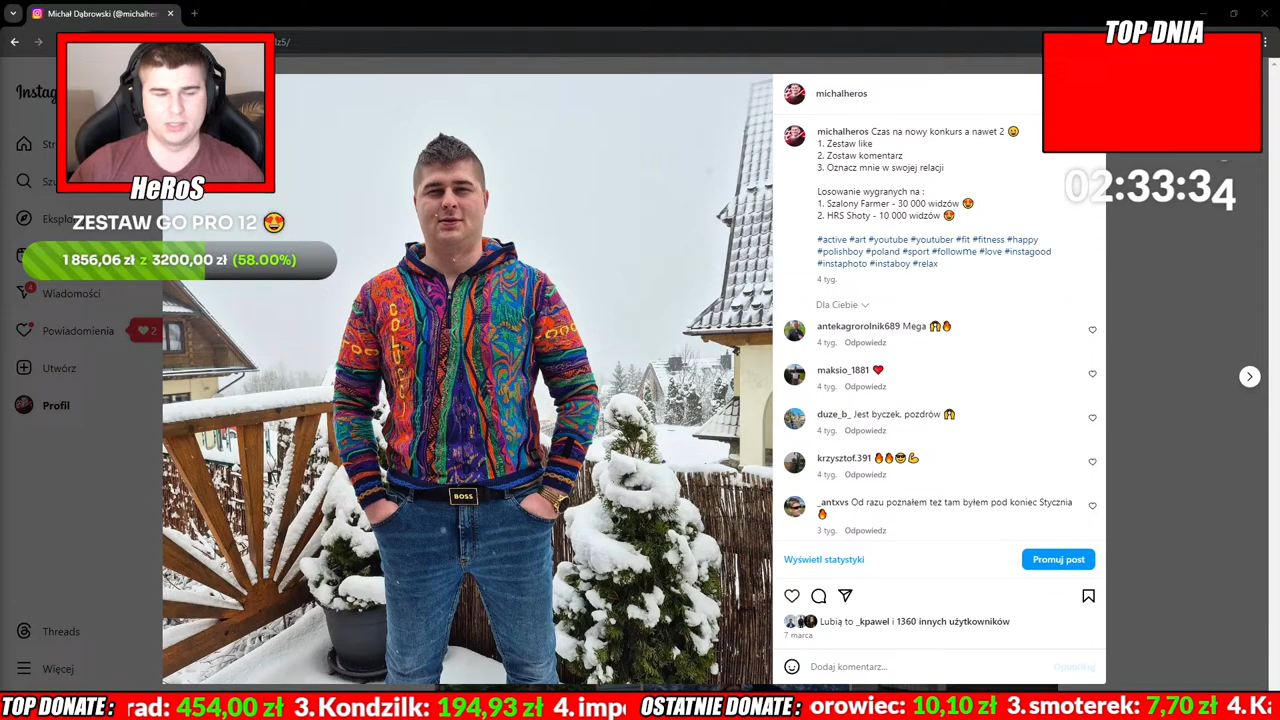 Michał Dąbrowski (@michalhe
TOP DNIA
HeRoS
02:33:34
ZESTAW GO PRO 12 😍
1 856,06 zł z 3200,00 zł (58.00%)
4
Wiadomości
Powiadomienia
2
Utwórz
Profil
Threads
Więcej
COLUCCI
BOSS
michalheros
michalheros Czas na nowy konkurs a nawet 2 😉
1. Zestaw like
2. Zostaw komentarz
3. Oznacz mnie w swojej relacji
Losowanie wygranych na :
1. Szalony Farmer - 30 000 widzów 😍
2. HRS Shoty - 10 000 widzów 😍
#active #art #youtube #youtuber #fit #fitness #happy
#polishboy #poland #sport #followme #love #instagood
#instaphoto #instaboy #relax
4 tyg.
Dla Ciebie
antekagrorolnik689 Mega 🙌🔥
4 tyg. Odpowiedz
maksio_1881 ❤️
4 tyg. Odpowiedz
duze_b_ Jest byczek, pozdrów 🙌
4 tyg. Odpowiedz
krzysztof.391 🔥🔥😎💪
4 tyg. Odpowiedz
_antxvs Od razu poznałem też tam byłem pod koniec Stycznia
🔥
3 tyg. Odpowiedz
Wyświetl statystyki
Promuj post
Lubią to _kpawel i 1360 innych użytkowników
7 marca
Dodaj komentarz...
Opublikuj
TOP DONATE : rad: 454,00 zł 3. Kondzilk: 194,93 zł 4. imp
OSTATNIE DONATE : orowiec: 10,10 zł 3. smoterek: 7,70 zł 4. K